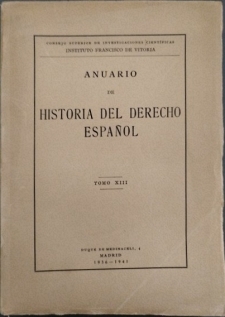 CONSEJO SUPERIOR DE INVESTIGACIONES CIENTÍFICAS
INSTITUTO FRANCISCO DE VITORIA
ANUARIO
DE
HISTORIA DEL DERECHO
ESPAÑOL
TOMO XIII
DUQUE DE MEDINACELI, 4
MADRID
1936-1941